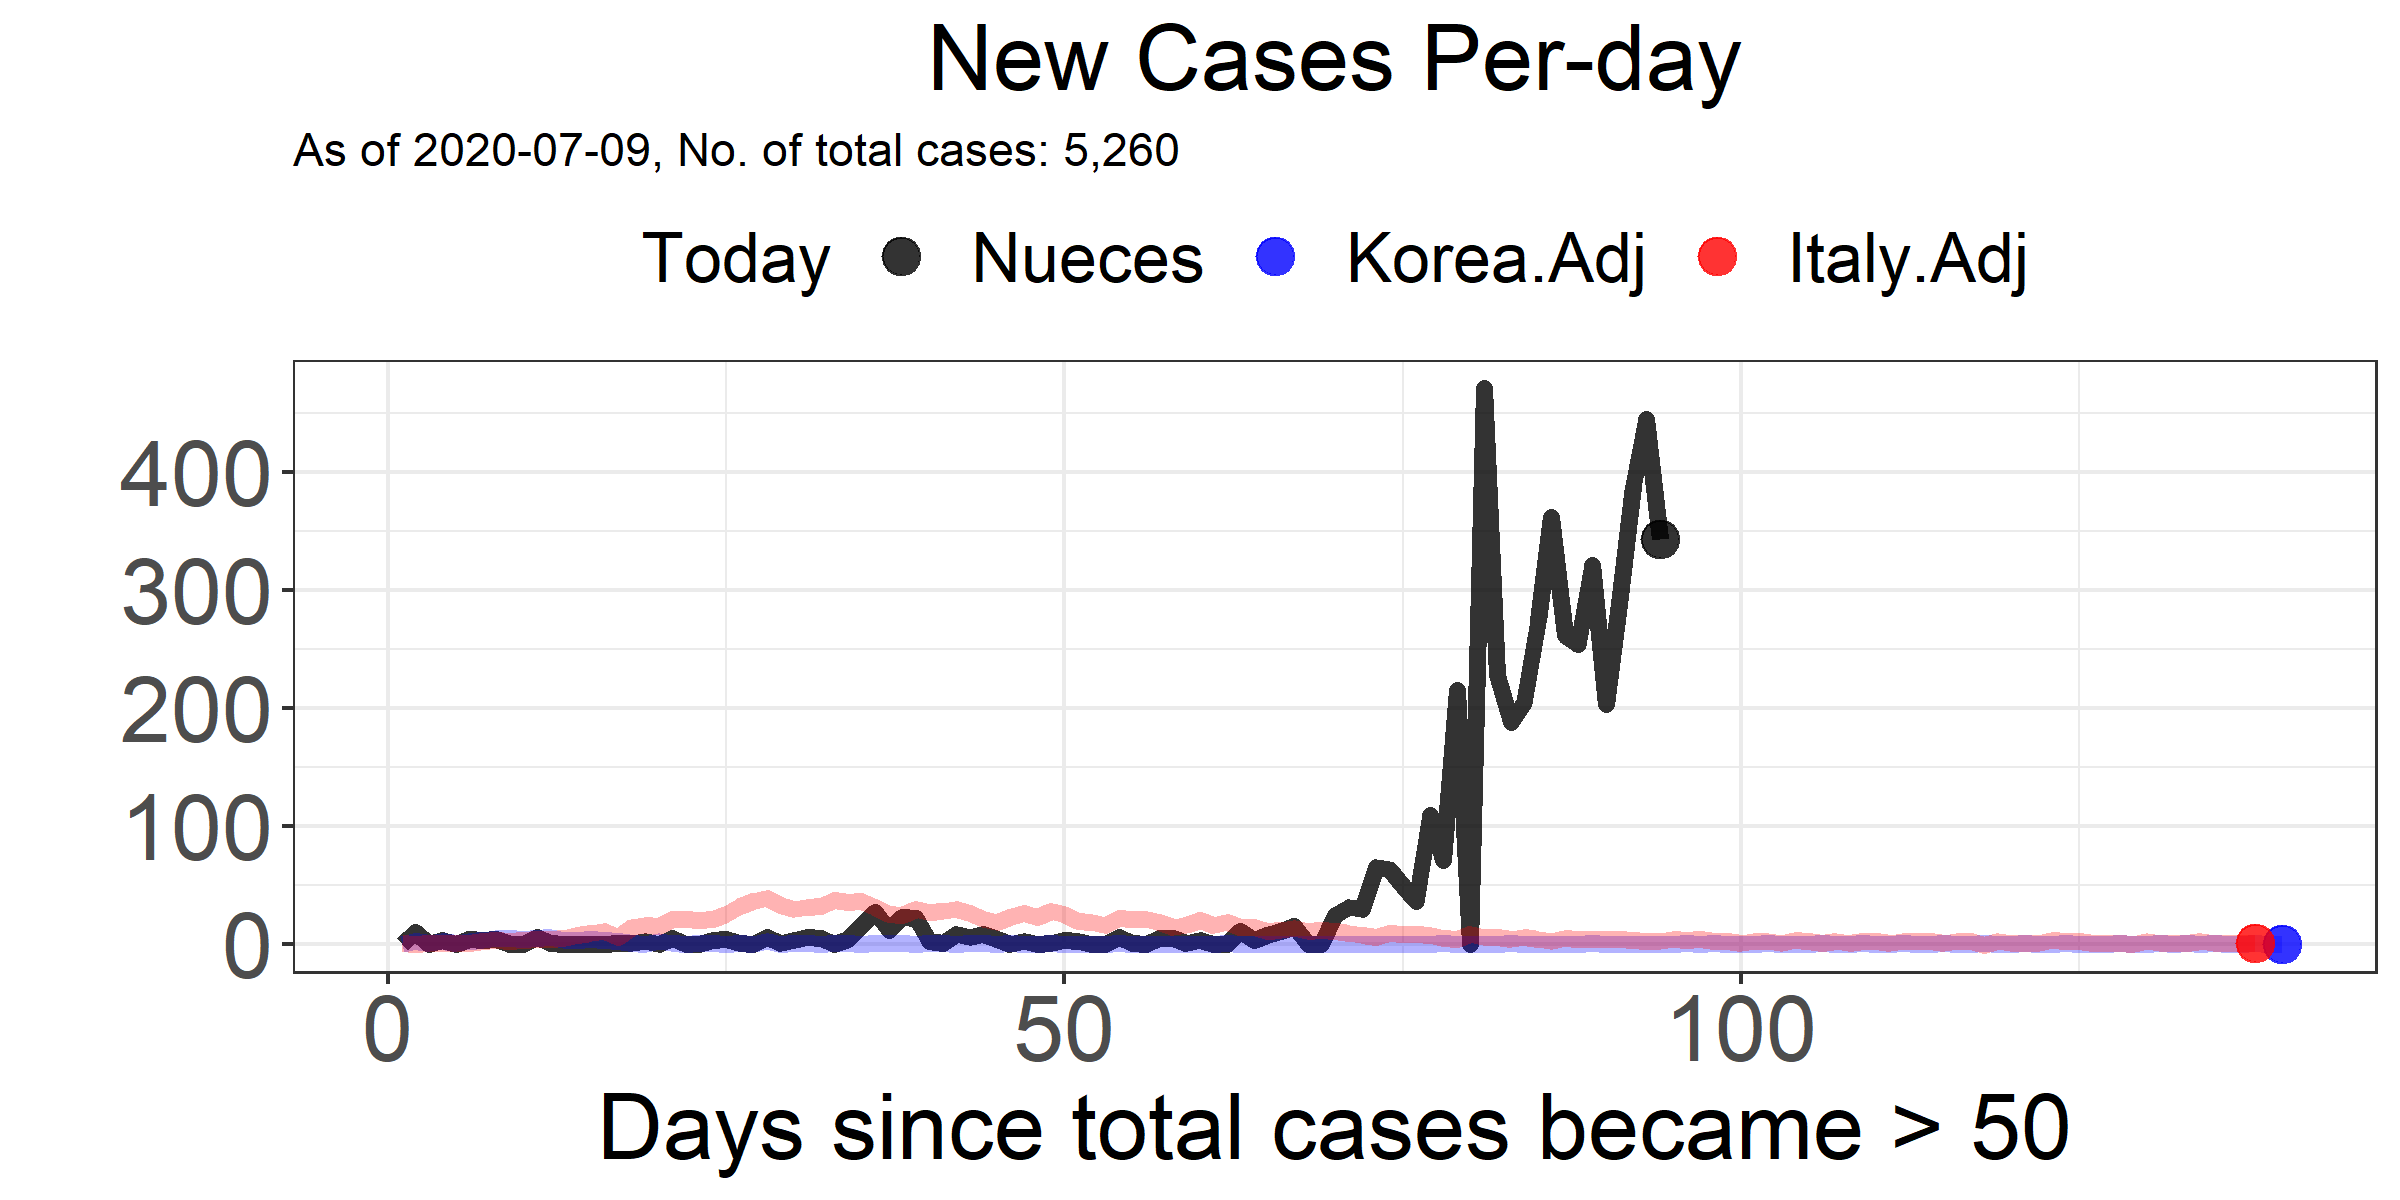 New Cases Per-day
As of 2020-07-09, No. of total cases: 5,260
Today Nueces Korea.Adj Italy.Adj
400
300
200
100
0
0 50 100
Days since total cases became > 50